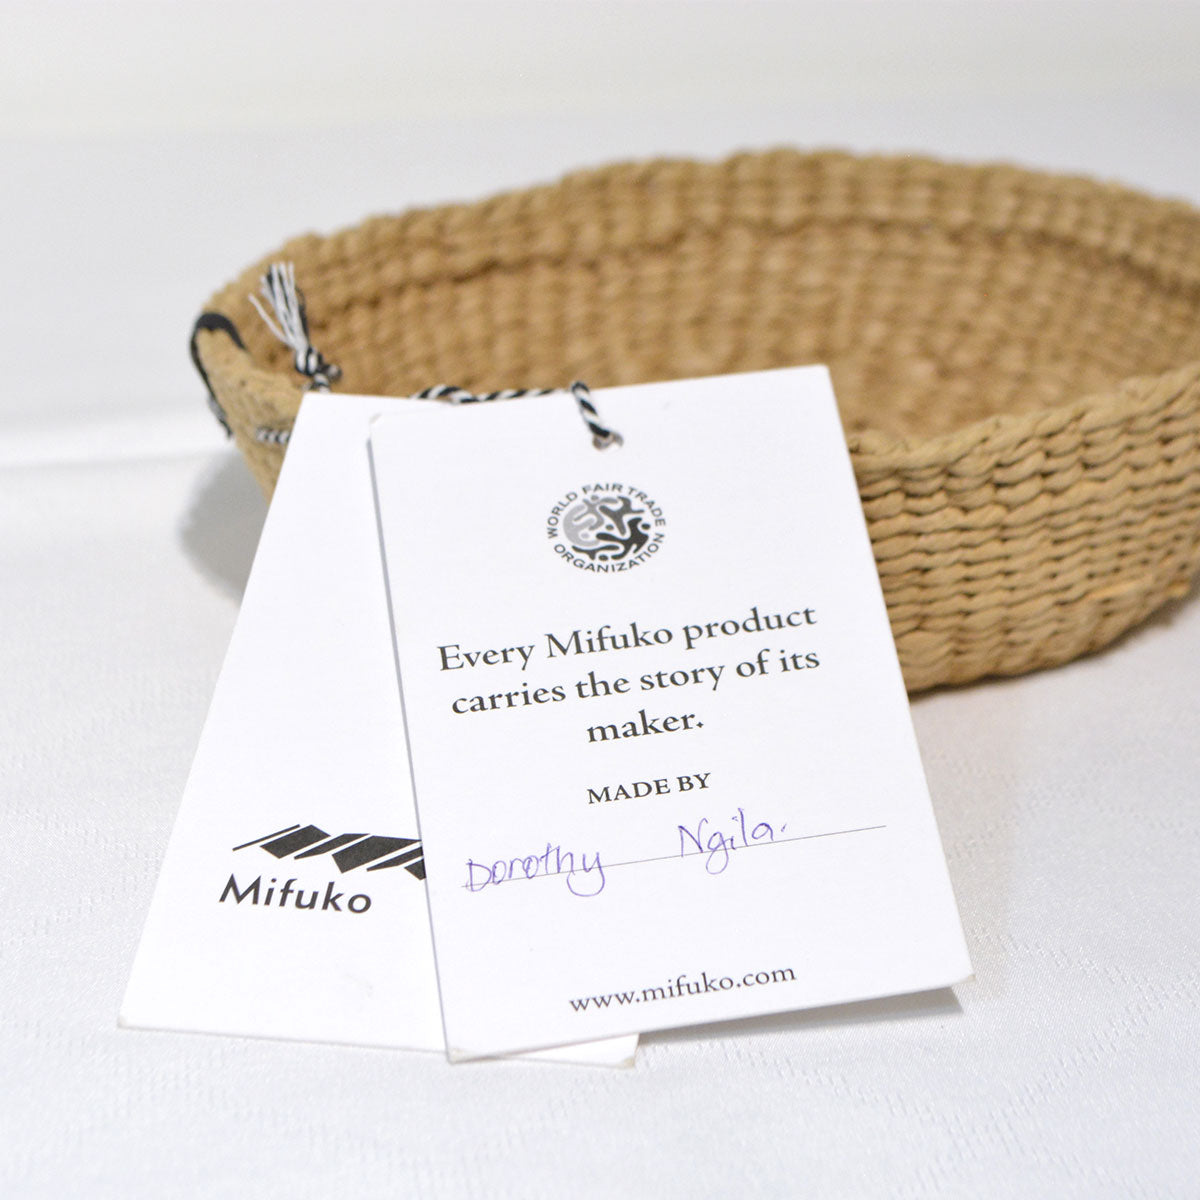 WORLD FAIR TRADE
ORGANIZATION
Every Mifuko product
carries the story of its
maker.
MADE BY
Dorothy Ngila.
www.mifuko.com
Mifuko